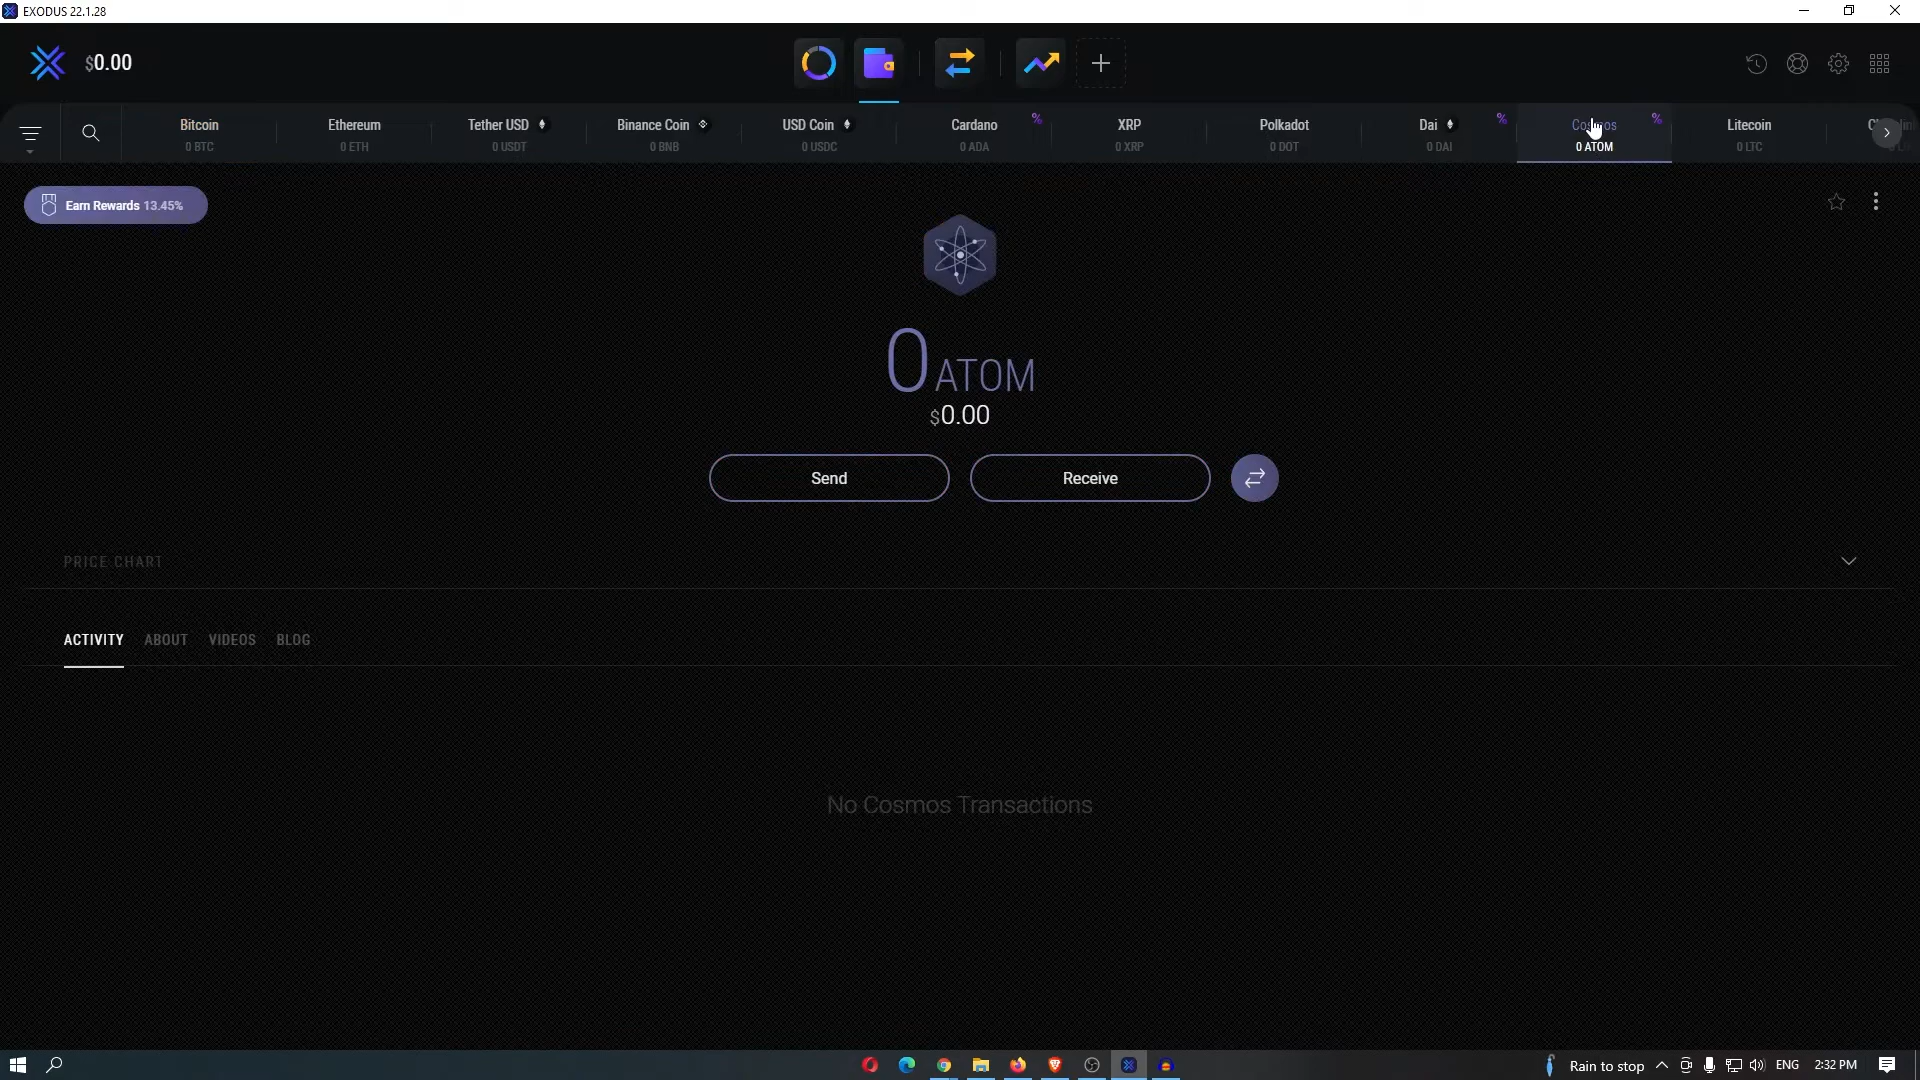 EXODUS 22.1.28
$0.00
Bitcoin
0 BTC
Ethereum
0 ETH
Tether USD
0 USDT
Binance Coin
0 BNB
USD Coin
0 USDC
Cardano
0 ADA
%
XRP
0 XRP
Polkadot
0 DOT
Dai
0 DAI
%
Cosmos
0 ATOM
%
Litecoin
0 LTC
Earn Rewards 13.45%
0 ATOM
$0.00
Send
Receive
PRICE CHART
ACTIVITY ABOUT VIDEOS BLOG
No Cosmos Transactions
Rain to stop ENG 2:32 PM